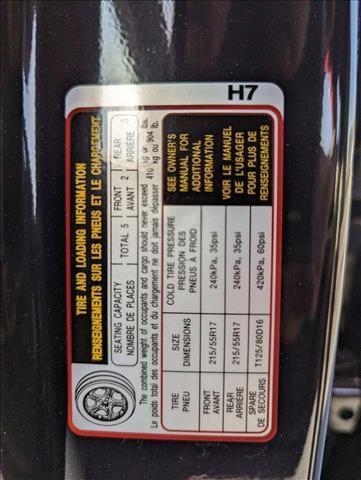 TIRE AND LOADING INFORMATION
RENSEIGNEMENTS SUR LES PNEUS ET LE CHARGEMENT
SEATING CAPACITY TOTAL 5 FRONT 2 REAR 3
NOMBRE DE PLACES AVANT ARRIÈRE
The combined weight of occupants and cargo should never exceed 410 kg or lbs.
Le poids total des occupants et du chargement ne doit jamais dépasser 410 kg ou 904 lb.
TIRE SIZE COLD TIRE PRESSURE
PNEU DIMENSIONS PRESSION DES
PNEUS À FROID
FRONT 215/55R17 240kPa, 35psi
AVANT
REAR 215/55R17 240kPa, 35psi
ARRIERE
SPARE T125/80D16 420kPa, 60psi
DE SECOURS
SEE OWNER'S
MANUAL FOR
ADDITIONAL
INFORMATION
VOIR LE MANUEL
DE L'USAGER
POUR PLUS DE
RENSEIGNEMENTS
H7